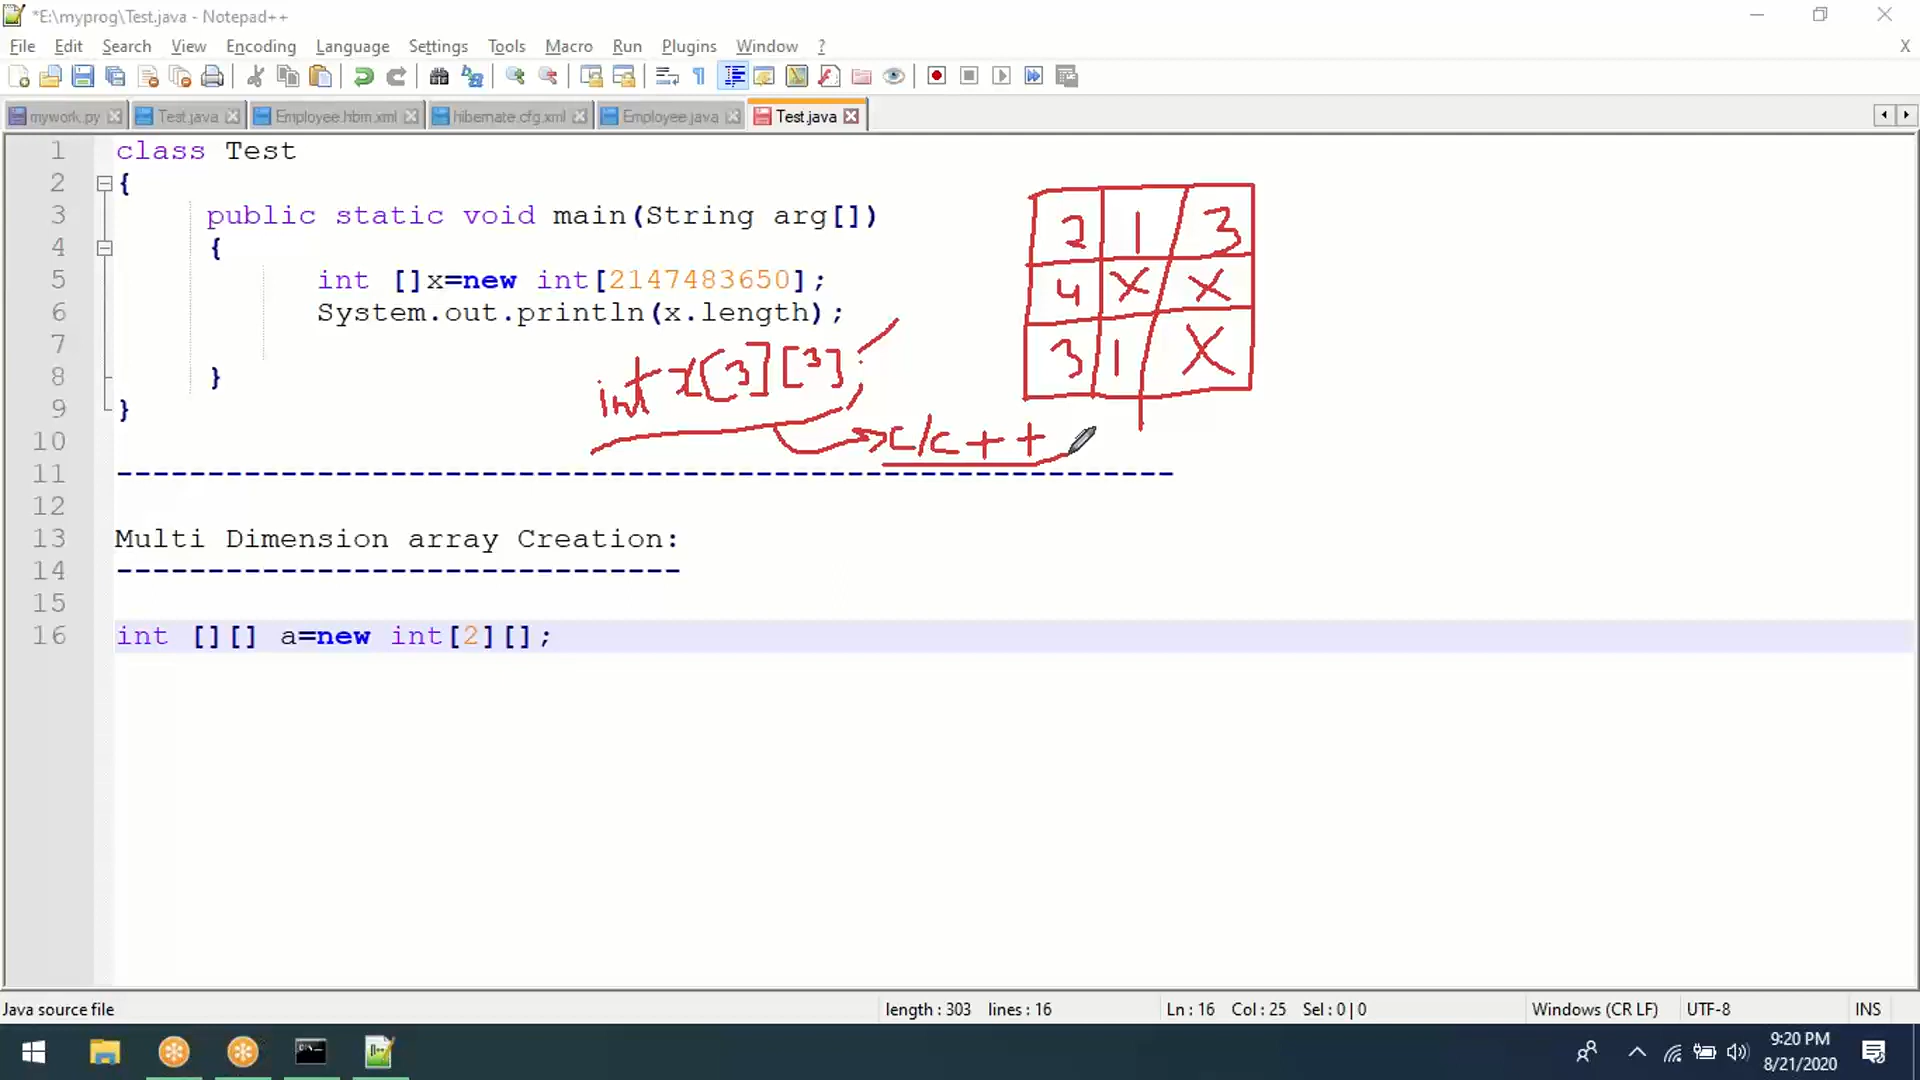 *E:\myprog\Test.java - Notepad++
File Edit Search View Encoding Language Settings Tools Macro Run Plugins Window ? X
mywork.py Test.java Employee.hbm.xml hibernate.cfg.xml Employee.java Test.java
1 class Test
2 {
3 public static void main(String arg[])
4 {
5 int []x=new int[2147483650];
6 System.out.println(x.length);
7
8 }
9 }
10
11 ----------------------------------------------------------
12
13 Multi Dimension array Creation:
14 -------------------------------
15
16 int [][] a=new int[2][];
int x[3][3];
c/c++
2 1 3
4 X X
3 1 X
Java source file length : 303 lines : 16 Ln : 16 Col : 25 Sel : 0 | 0 Windows (CR LF) UTF-8 INS
9:20 PM
8/21/2020